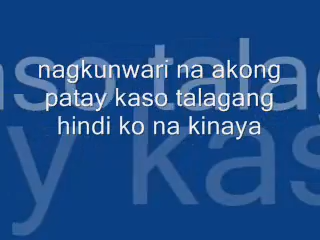 nagkunwari na akong
patay kaso talagang
hindi ko na kinaya